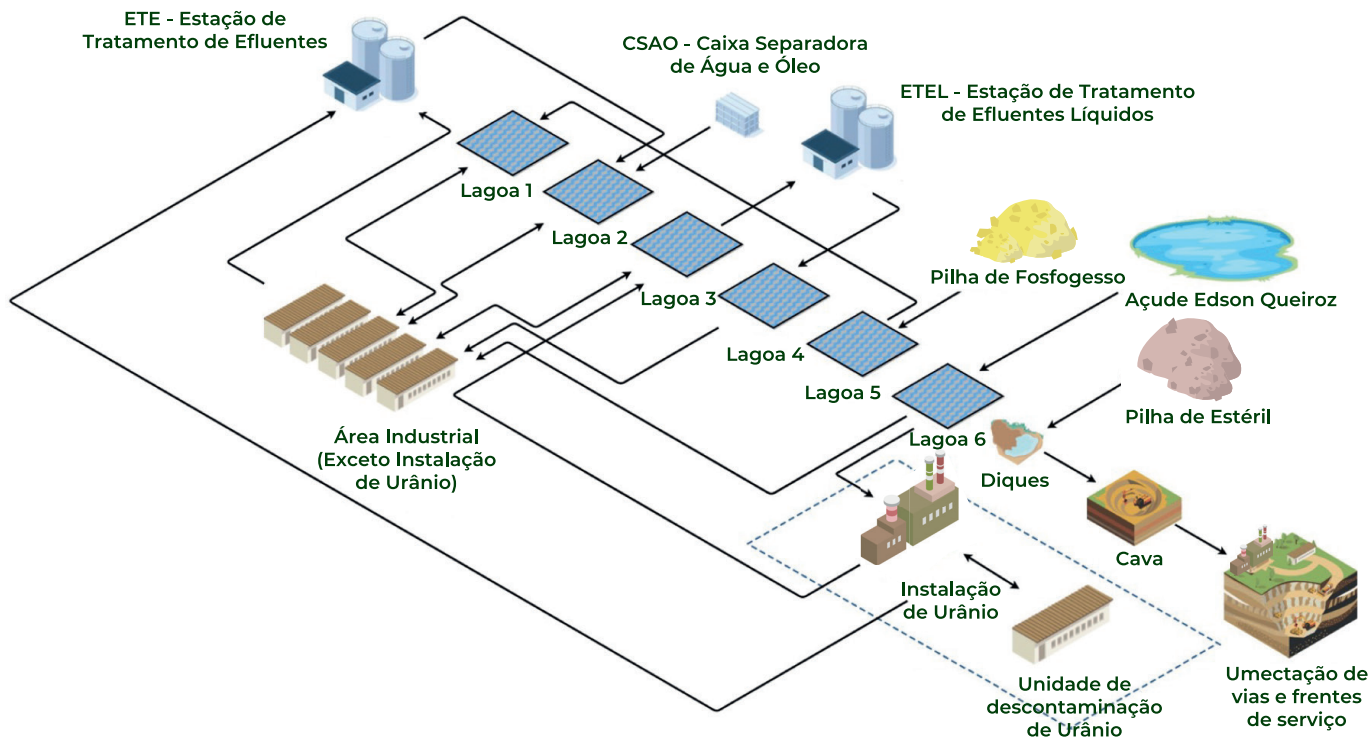 ETE - Estação de
Tratamento de Efluentes
CSAO - Caixa Separadora
de Água e Óleo
ETEL - Estação de Tratamento
de Efluentes Líquidos
Lagoa 1
Lagoa 2
Lagoa 3
Lagoa 4
Lagoa 5
Lagoa 6
Pilha de Fosfogesso
Açude Edson Queiroz
Pilha de Estéril
Área Industrial
(Exceto Instalação
de Urânio)
Diques
Cava
Instalação
de Urânio
Unidade de
descontaminação
de Urânio
Umectação de
vias e frentes
de serviço